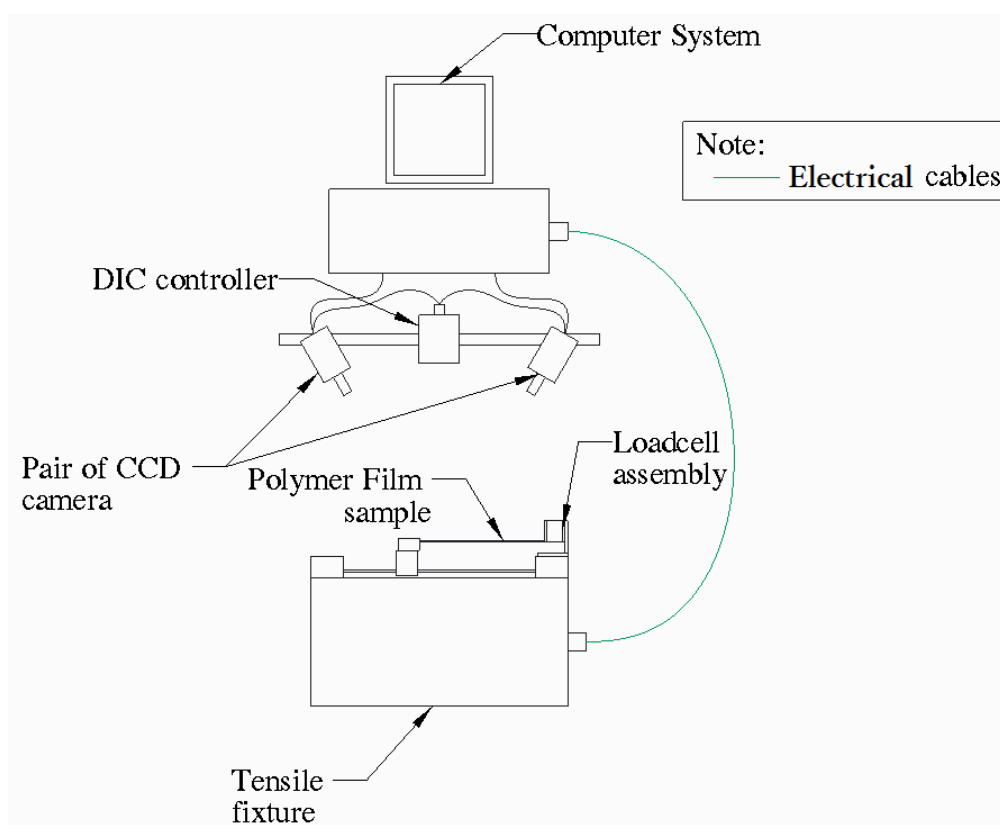 Computer System
Note:
Electrical cables
DIC controller
Pair of CCD
camera
Polymer Film
sample
Loadcell
assembly
Tensile
fixture